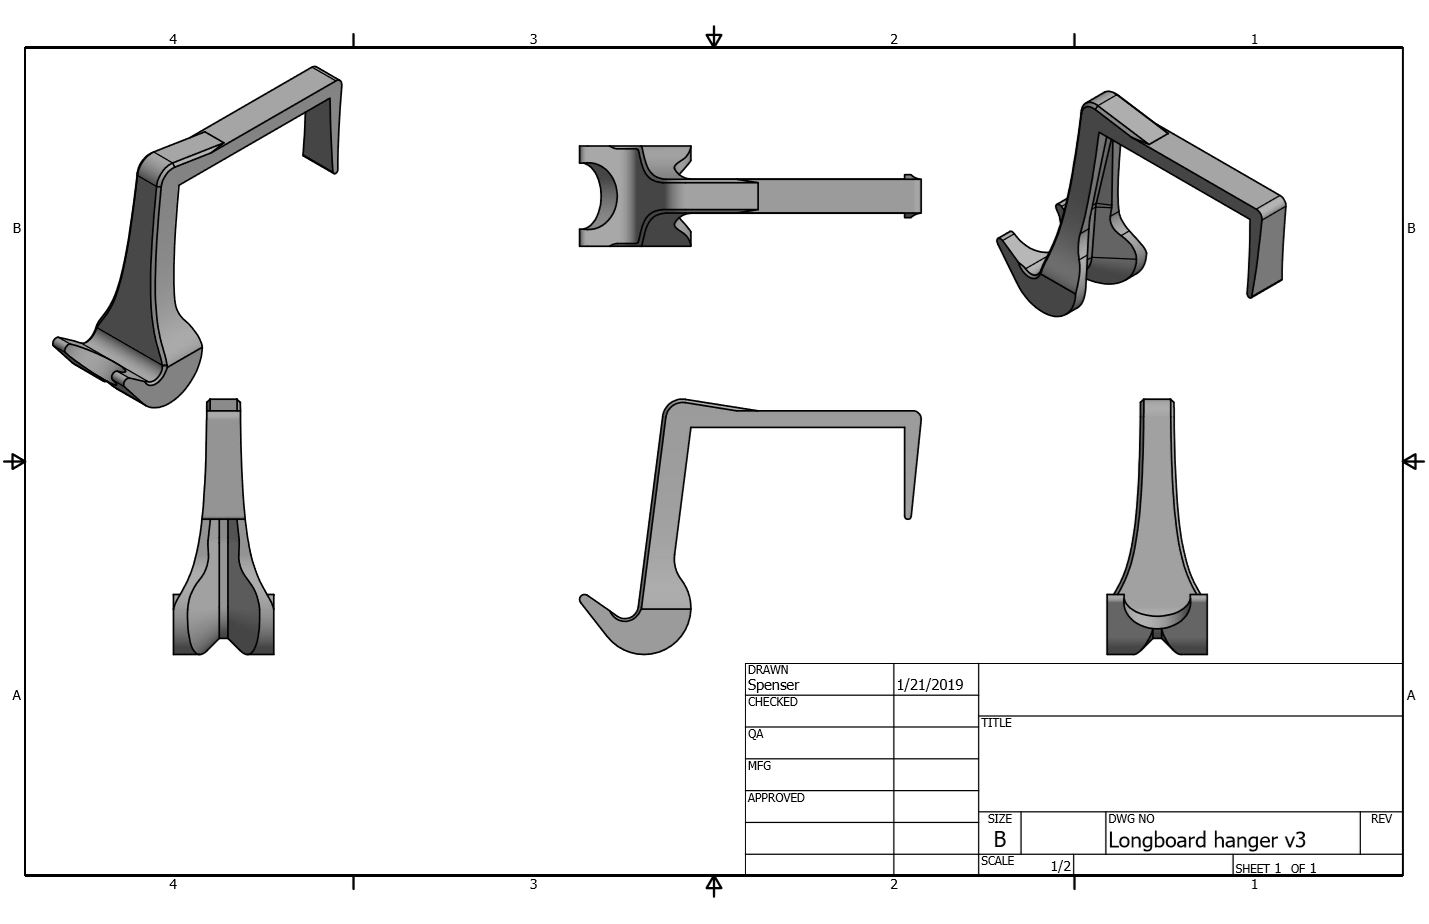 4 3 2 1
B B
A A
DRAWN
Spenser 1/21/2019
CHECKED
TITLE
QA
MFG
APPROVED
SIZE DWG NO REV
B Longboard hanger v3
SCALE 1/2 SHEET 1 OF 1
4 3 2 1